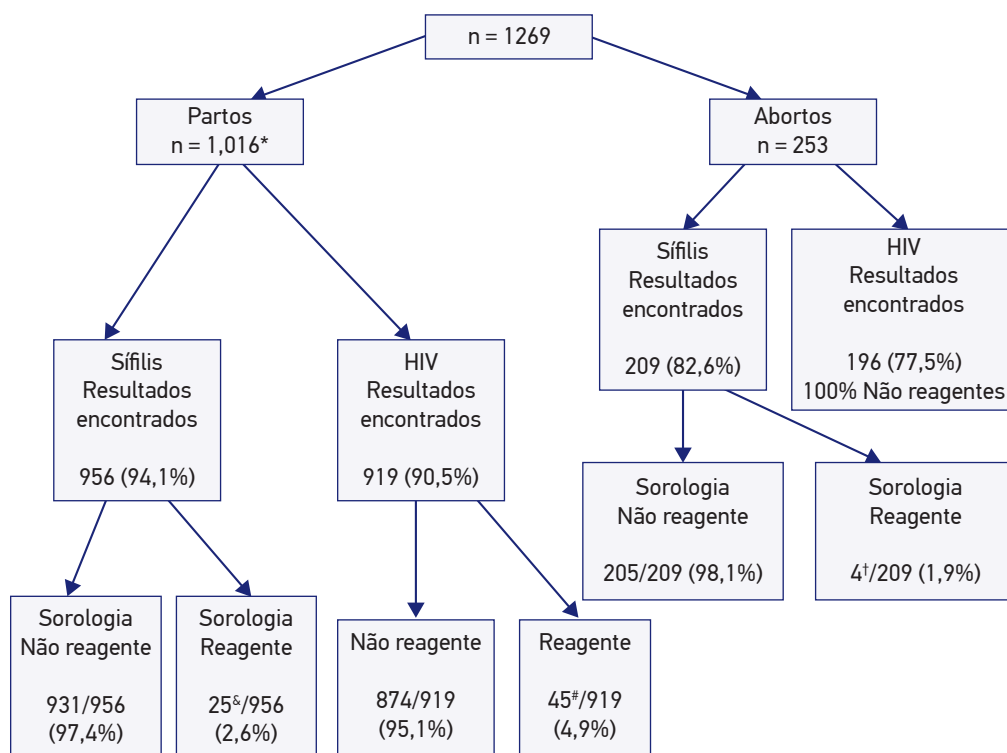 n = 1269
Partos
n = 1,016*
Abortos
n = 253
Sífilis
Resultados
encontrados
956 (94,1%)
HIV
Resultados
encontrados
919 (90,5%)
Sífilis
Resultados
encontrados
209 (82,6%)
HIV
Resultados
encontrados
196 (77,5%)
100% Não reagentes
Sorologia
Não reagente
931/956
(97,4%)
Sorologia
Reagente
25&/956
(2,6%)
Não reagente
874/919
(95,1%)
Reagente
45#/919
(4,9%)
Sorologia
Não reagente
205/209 (98,1%)
Sorologia
Reagente
4†/209 (1,9%)